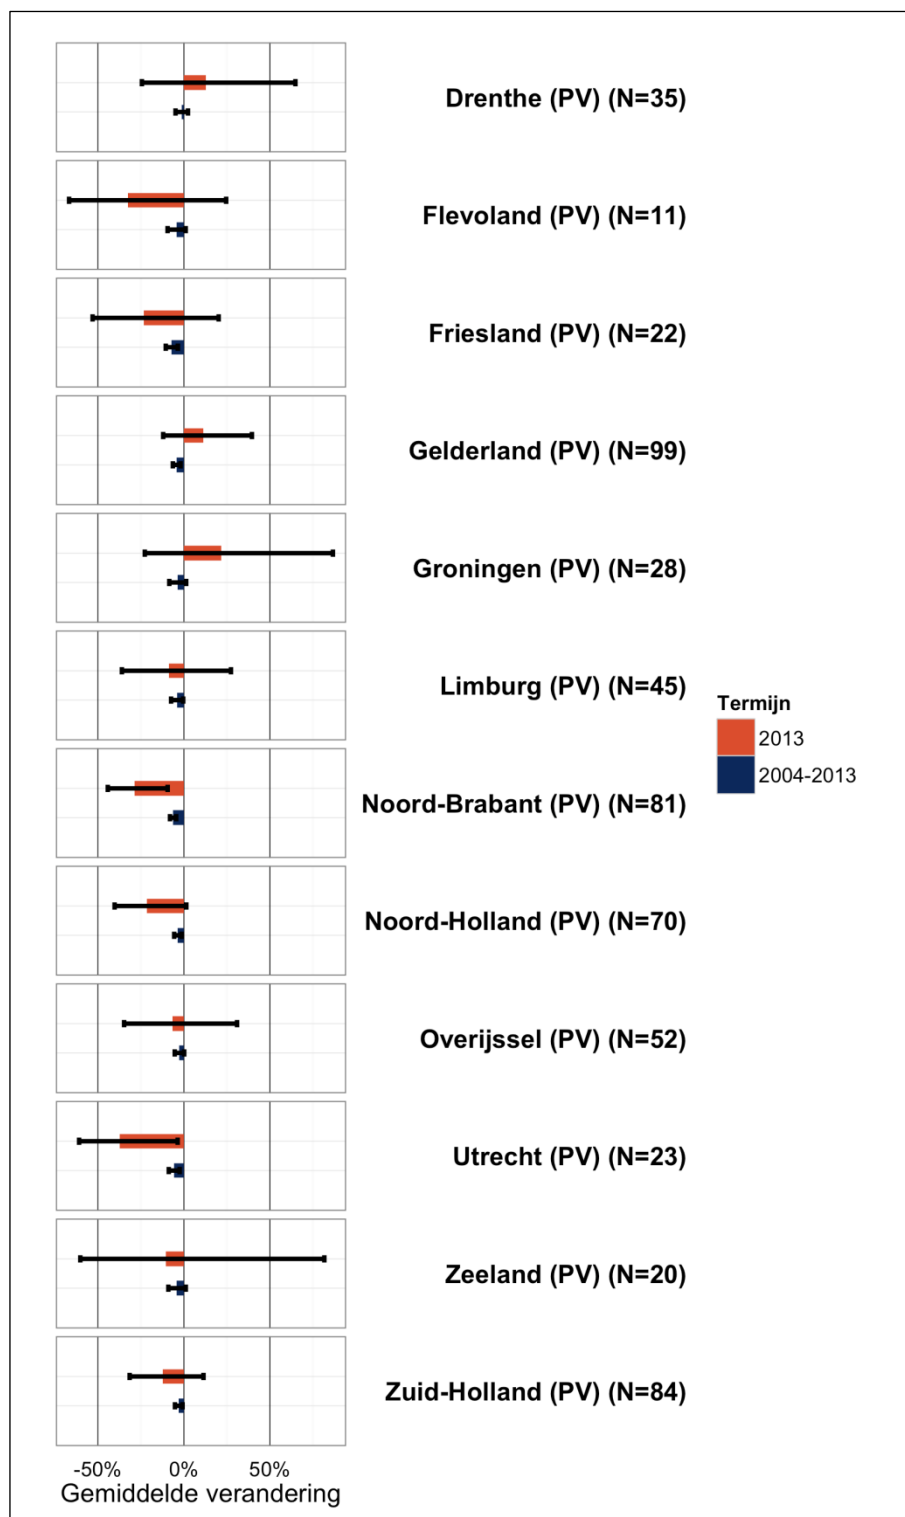 Drenthe (PV) (N=35)
Flevoland (PV) (N=11)
Friesland (PV) (N=22)
Gelderland (PV) (N=99)
Groningen (PV) (N=28)
Limburg (PV) (N=45)
Noord-Brabant (PV) (N=81)
Noord-Holland (PV) (N=70)
Overijssel (PV) (N=52)
Utrecht (PV) (N=23)
Zeeland (PV) (N=20)
Zuid-Holland (PV) (N=84)
Termijn
2013
2004-2013
-50% 0% 50%
Gemiddelde verandering